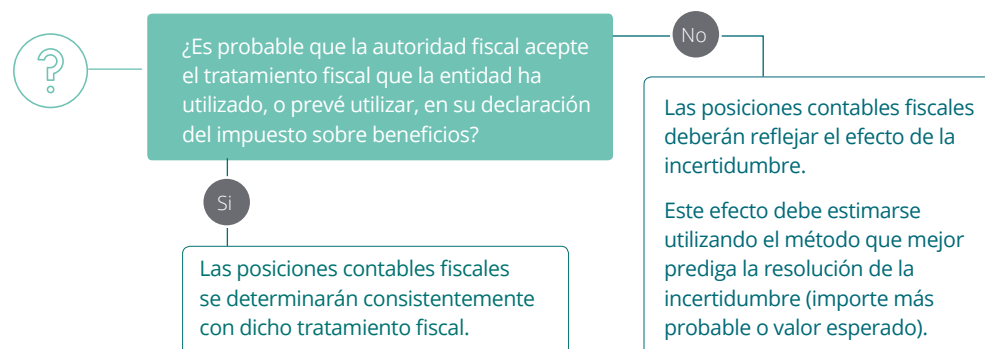 ¿Es probable que la autoridad fiscal acepte
el tratamiento fiscal que la entidad ha
utilizado, o prevé utilizar, en su declaración
del impuesto sobre beneficios?
No
Las posiciones contables fiscales
deberán reflejar el efecto de la
incertidumbre.
Este efecto debe estimarse
utilizando el método que mejor
prediga la resolución de la
incertidumbre (importe más
probable o valor esperado).
Si
Las posiciones contables fiscales
se determinarán consistentemente
con dicho tratamiento fiscal.